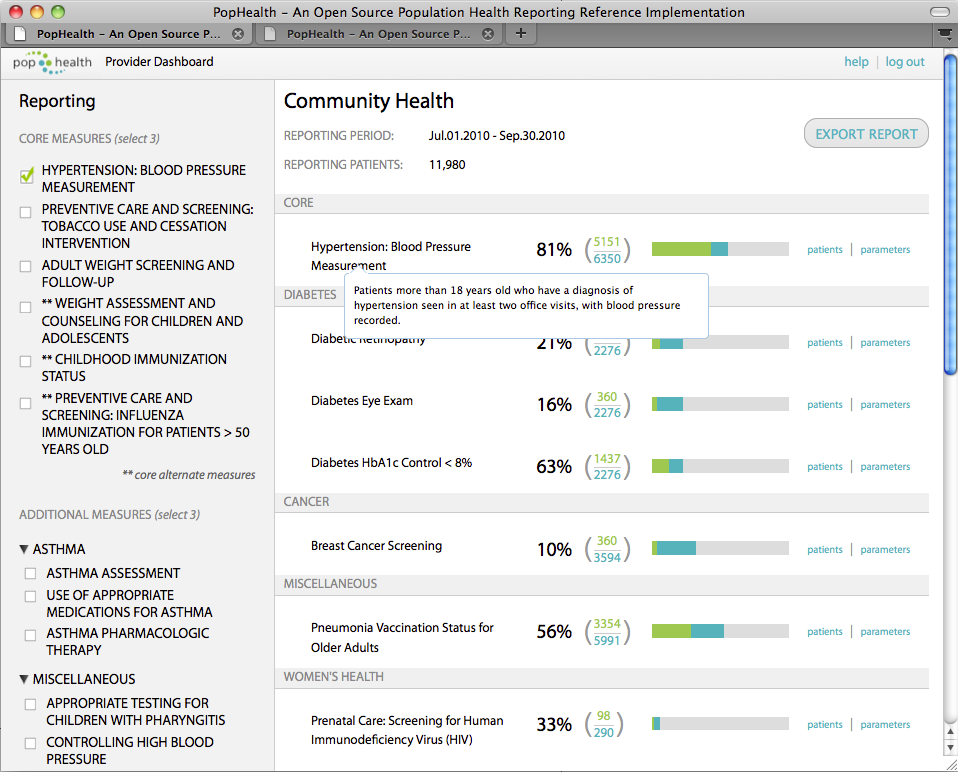 PopHealth – An Open Source Population Health Reporting Reference Implementation
PopHealth – An Open Source P...
PopHealth – An Open Source P...
+
pop health
Provider Dashboard
help | log out
Reporting
CORE MEASURES (select 3)
HYPERTENSION: BLOOD PRESSURE
MEASUREMENT
PREVENTIVE CARE AND SCREENING:
TOBACCO USE AND CESSATION
INTERVENTION
ADULT WEIGHT SCREENING AND
FOLLOW-UP
** WEIGHT ASSESSMENT AND
COUNSELING FOR CHILDREN AND
ADOLESCENTS
** CHILDHOOD IMMUNIZATION
STATUS
** PREVENTIVE CARE AND
SCREENING: INFLUENZA
IMMUNIZATION FOR PATIENTS > 50
YEARS OLD
** core alternate measures
ADDITIONAL MEASURES (select 3)
ASTHMA
ASTHMA ASSESSMENT
USE OF APPROPRIATE
MEDICATIONS FOR ASTHMA
ASTHMA PHARMACOLOGIC
THERAPY
MISCELLANEOUS
APPROPRIATE TESTING FOR
CHILDREN WITH PHARYNGITIS
CONTROLLING HIGH BLOOD
PRESSURE
Community Health
REPORTING PERIOD: Jul.01.2010 - Sep.30.2010
EXPORT REPORT
REPORTING PATIENTS: 11,980
CORE
Hypertension: Blood Pressure
Measurement
81% (5151
6350) patients | parameters
Patients more than 18 years old who have a diagnosis of
hypertension seen in at least two office visits, with blood pressure
recorded.
DIABETES
Diabetic Retinopathy
21% (
2276) patients | parameters
Diabetes Eye Exam
16% (360
2276) patients | parameters
Diabetes HbA1c Control < 8%
63% (1437
2276) patients | parameters
CANCER
Breast Cancer Screening
10% (360
3594) patients | parameters
MISCELLANEOUS
Pneumonia Vaccination Status for
Older Adults
56% (3354
5991) patients | parameters
WOMEN'S HEALTH
Prenatal Care: Screening for Human
Immunodeficiency Virus (HIV)
33% (98
290) patients | parameters